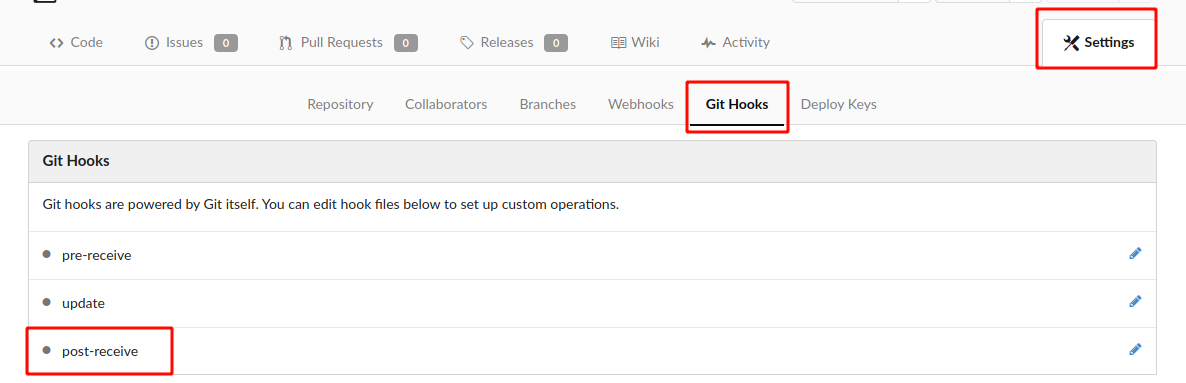 Code Issues 0 Pull Requests 0 Releases 0 Wiki Activity Settings
Repository Collaborators Branches Webhooks Git Hooks Deploy Keys
Git Hooks
Git hooks are powered by Git itself. You can edit hook files below to set up custom operations.
pre-receive
update
post-receive